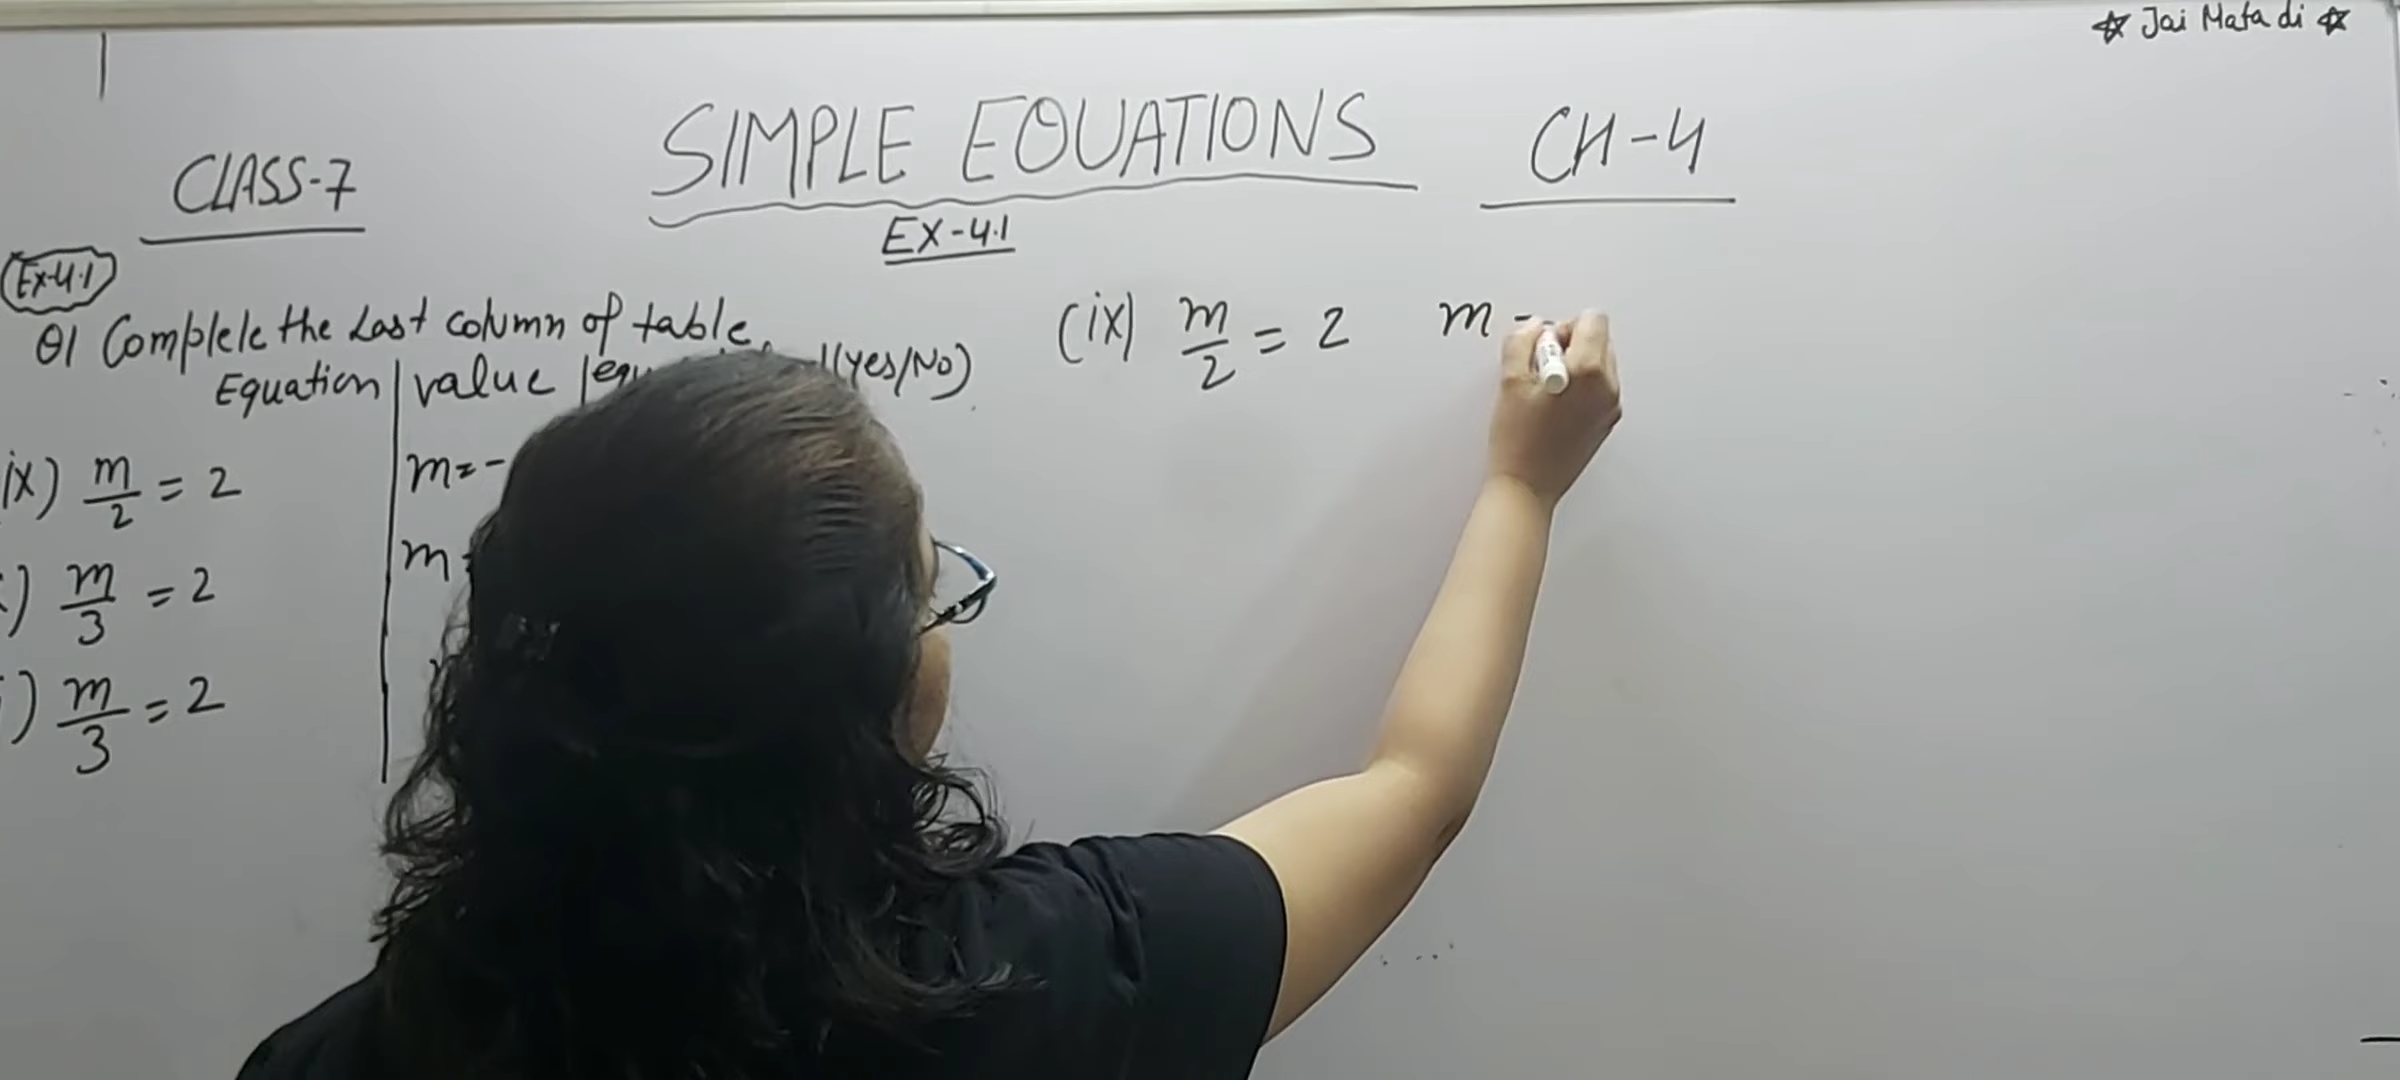 ☆ Jai Mata di ☆
CLASS-7
SIMPLE EQUATIONS
CH-4
EX-4.1
Ex-4.1
Q1 Complete the Last column of table.
Equation | value | (Yes/No)
ix) m/2 = 2 m = -
) m/3 = 2 m
) m/3 = 2
(ix) m/2 = 2 m